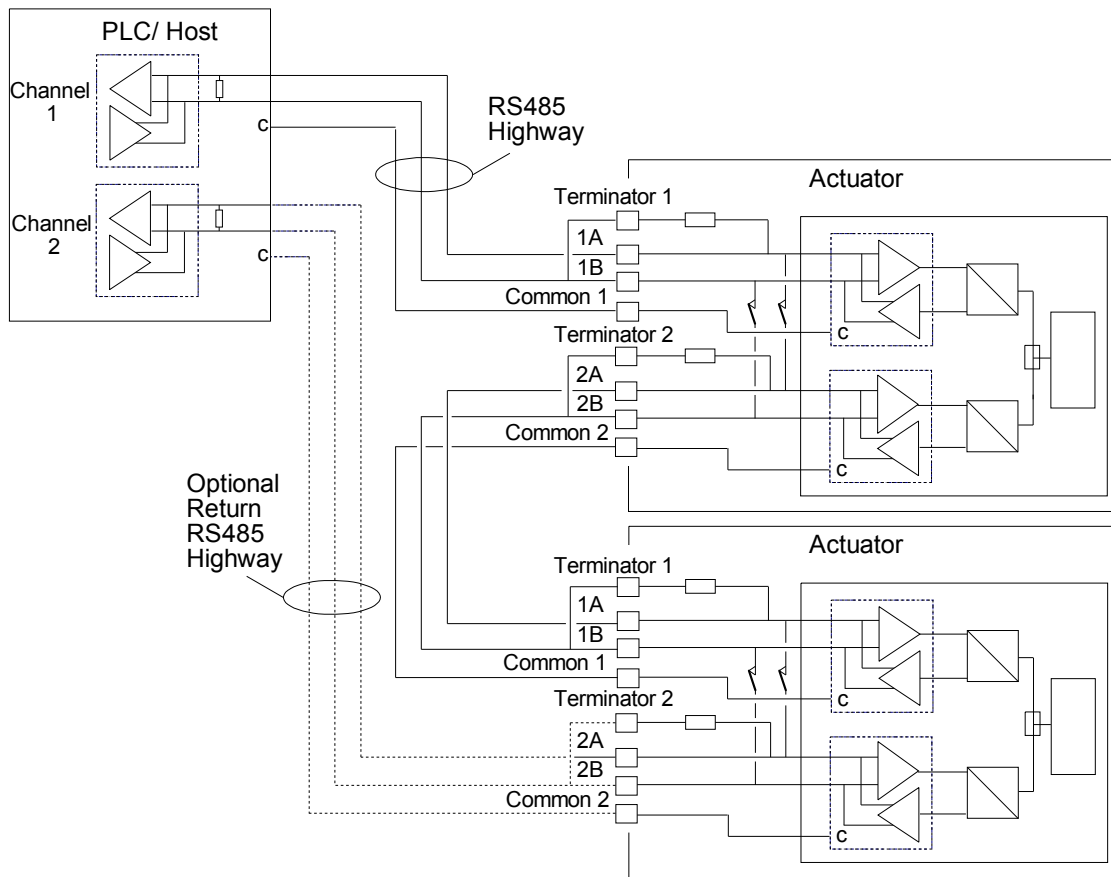 PLC/ Host
Channel
1
c
Channel
2
c
RS485
Highway
Actuator
Terminator 1
1A
1B
Common 1
c
Terminator 2
2A
2B
Common 2
c
Optional
Return
RS485
Highway
Actuator
Terminator 1
1A
1B
Common 1
c
Terminator 2
2A
2B
Common 2
c